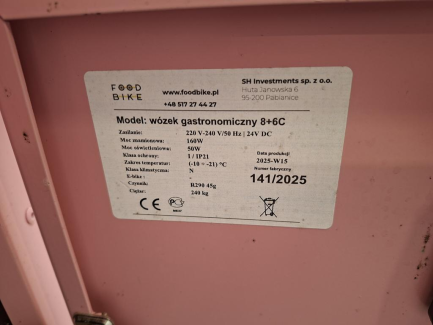 FOOD
BIKE
www.foodbike.pl
+48 517 27 44 27
SH Investments sp. z o.o.
Huta Janowska 6
95 200 Pabianice
Model: wózek gastronomiczny 8+6C
Zasilanie: 220 V-240 V/50 Hz | 24V DC
Moc znamionowa: 160W
Moc oświetleniowa: 50W
Klasa ochrony: 1 / IP21
Zakres temperatur: (-10 ÷ -21) °C
Klasa klimatyczna: N
E-bike : -
Czynnik: R290 45g
Ciężar: 240 kg
Data produkcji:
2025-W15
Numer fabryczny
141/2025
CE